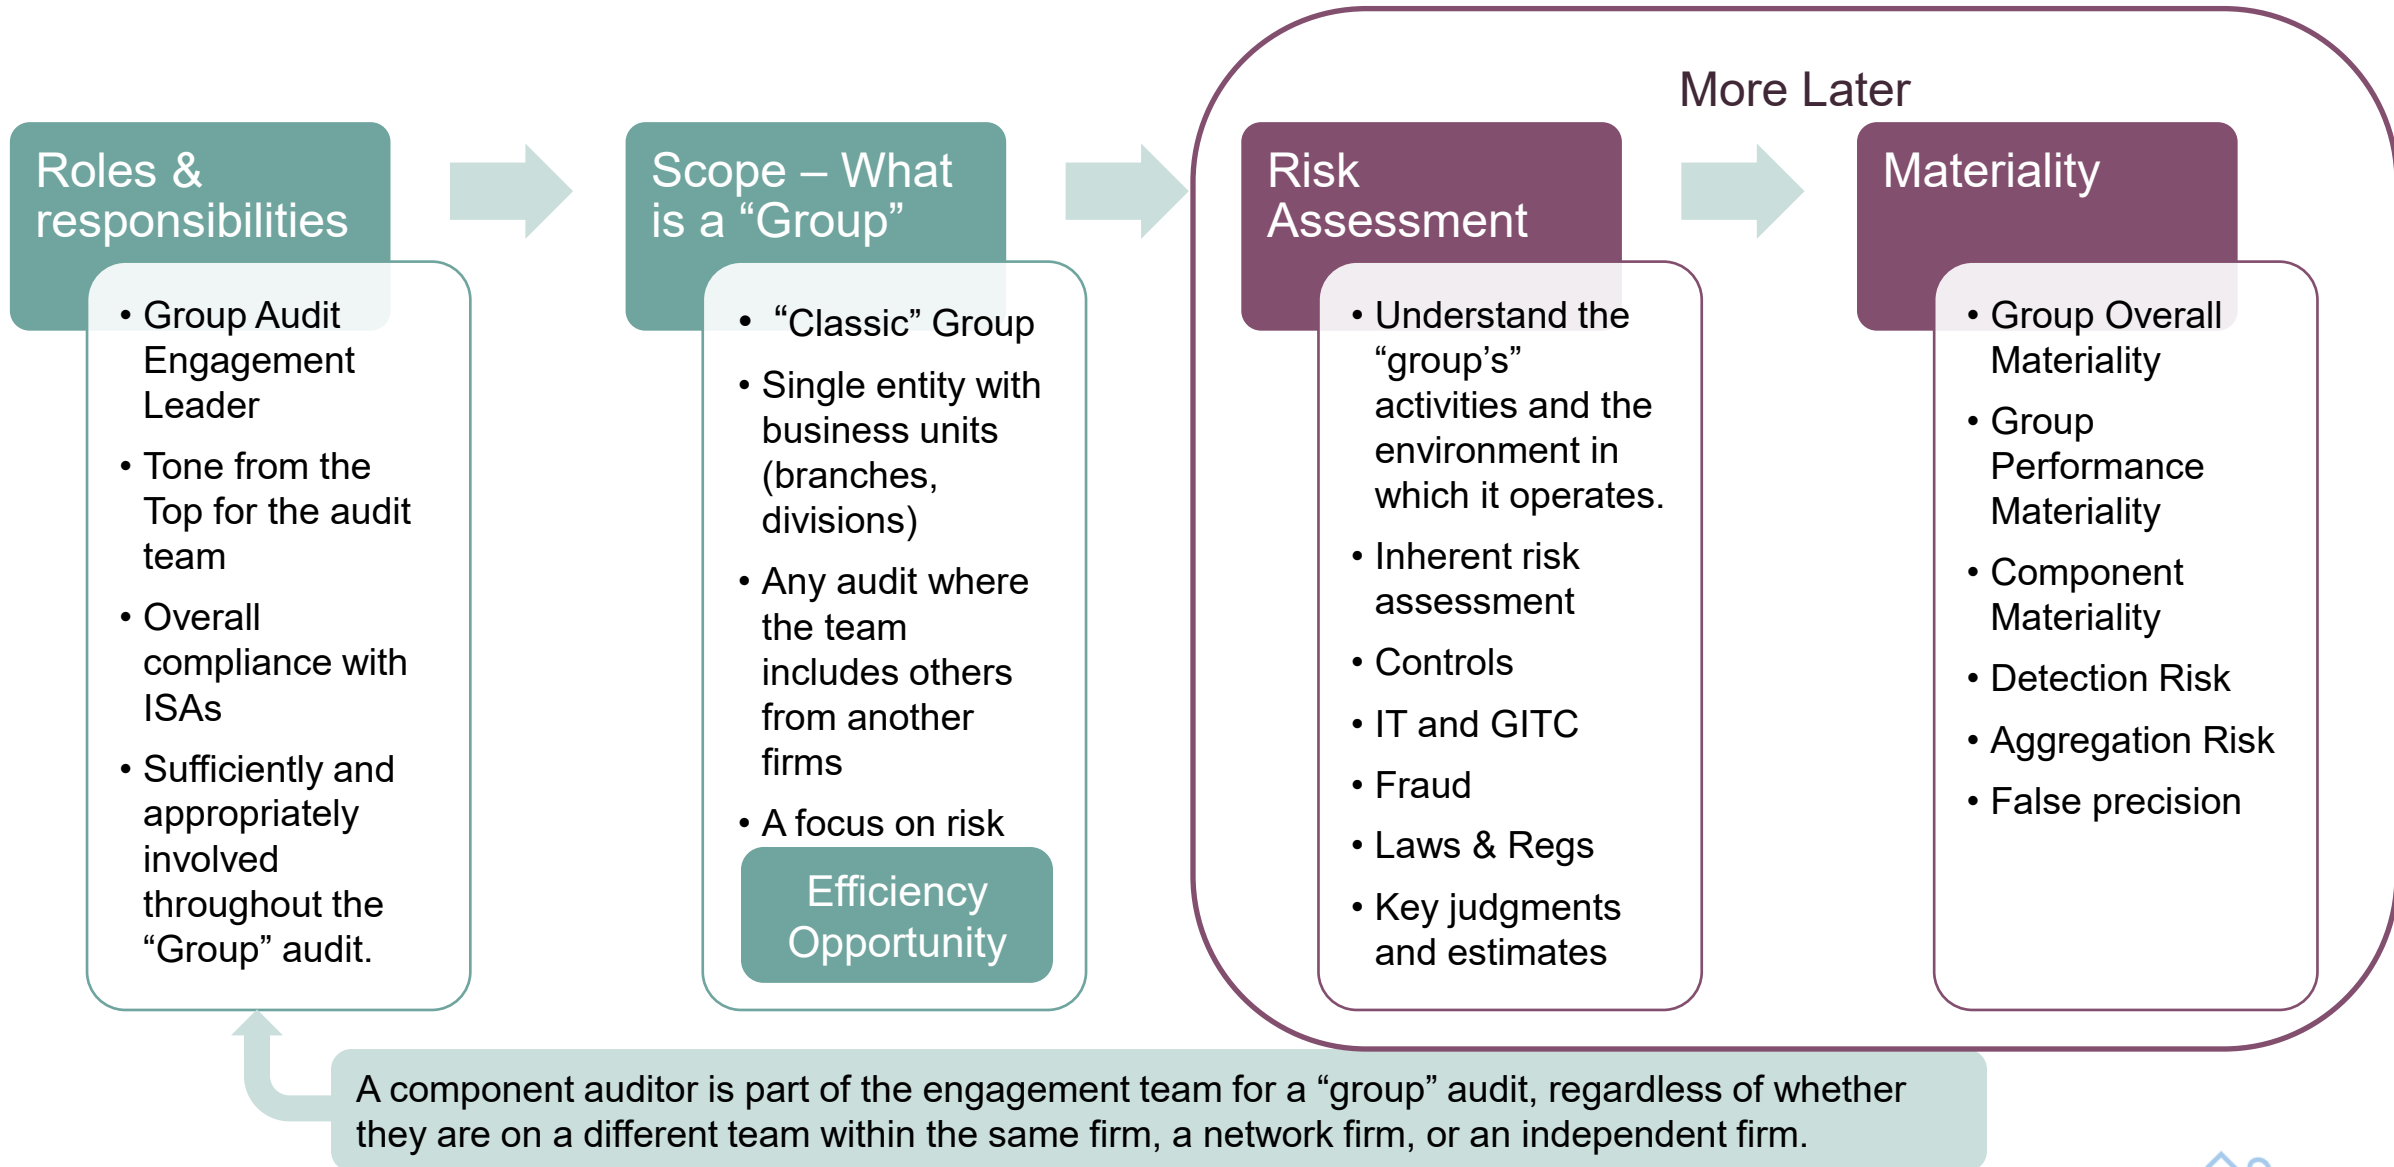 More Later
Roles &
responsibilities
• Group Audit
Engagement
Leader
• Tone from the
Top for the audit
team
• Overall
compliance with
ISAs
• Sufficiently and
appropriately
involved
throughout the
“Group” audit.
Scope – What
is a “Group”
• “Classic” Group
• Single entity with
business units
(branches,
divisions)
• Any audit where
the team
includes others
from another
firms
• A focus on risk
Efficiency
Opportunity
Risk
Assessment
• Understand the
“group’s”
activities and the
environment in
which it operates.
• Inherent risk
assessment
• Controls
• IT and GITC
• Fraud
• Laws & Regs
• Key judgments
and estimates
Materiality
• Group Overall
Materiality
• Group
Performance
Materiality
• Component
Materiality
• Detection Risk
• Aggregation Risk
• False precision
A component auditor is part of the engagement team for a “group” audit, regardless of whether
they are on a different team within the same firm, a network firm, or an independent firm.